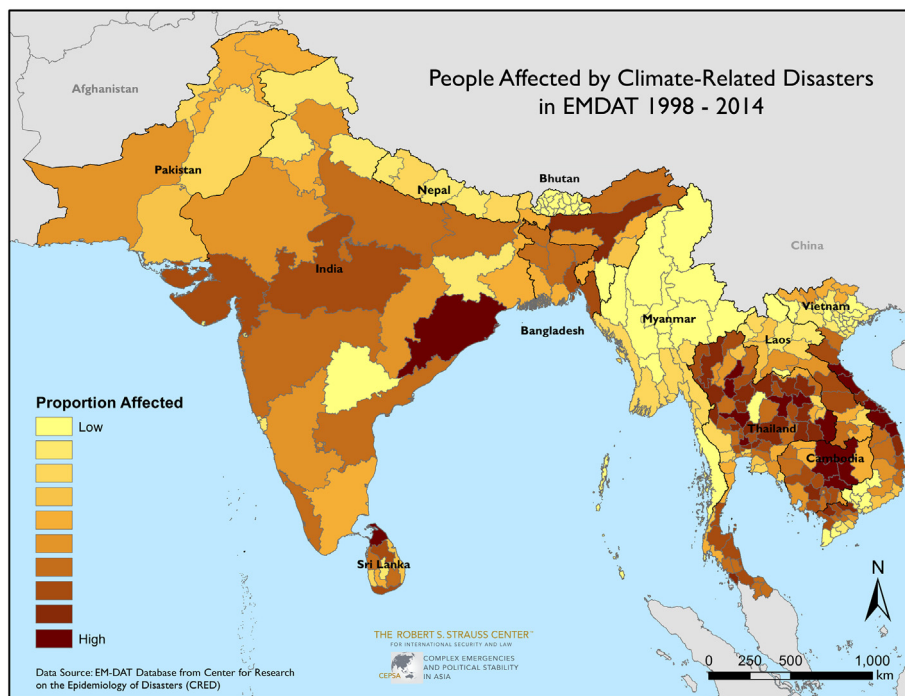 People Affected by Climate-Related Disasters
in EMDAT 1998 - 2014
Afghanistan
Pakistan
Nepal
Bhutan
China
India
Bangladesh
Myanmar
Vietnam
Laos
Thailand
Cambodia
Sri Lanka
Proportion Affected
Low
High
N
THE ROBERT S. STRAUSS CENTER™
FOR INTERNATIONAL SECURITY AND LAW
CEPSA
COMPLEX EMERGENCIES
AND POLITICAL STABILITY
IN ASIA
0 250 500 1,000
km
Data Source: EM-DAT Database from Center for Research
on the Epidemiology of Disasters (CRED)